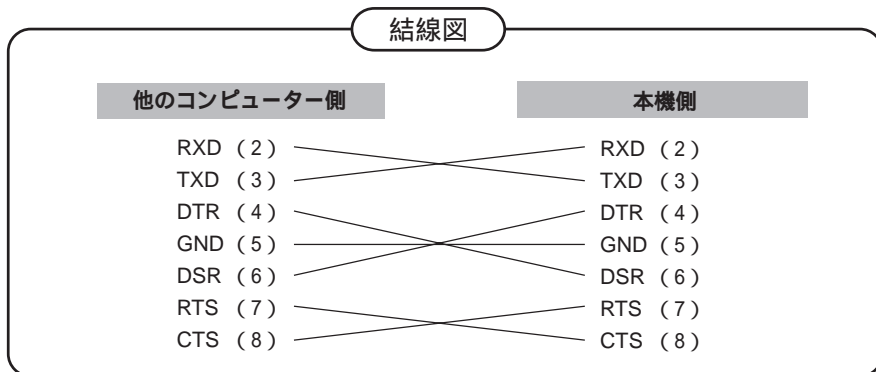 結線図
他のコンピューター側 本機側
RXD (2) RXD (2)
TXD (3) TXD (3)
DTR (4) DTR (4)
GND (5) GND (5)
DSR (6) DSR (6)
RTS (7) RTS (7)
CTS (8) CTS (8)